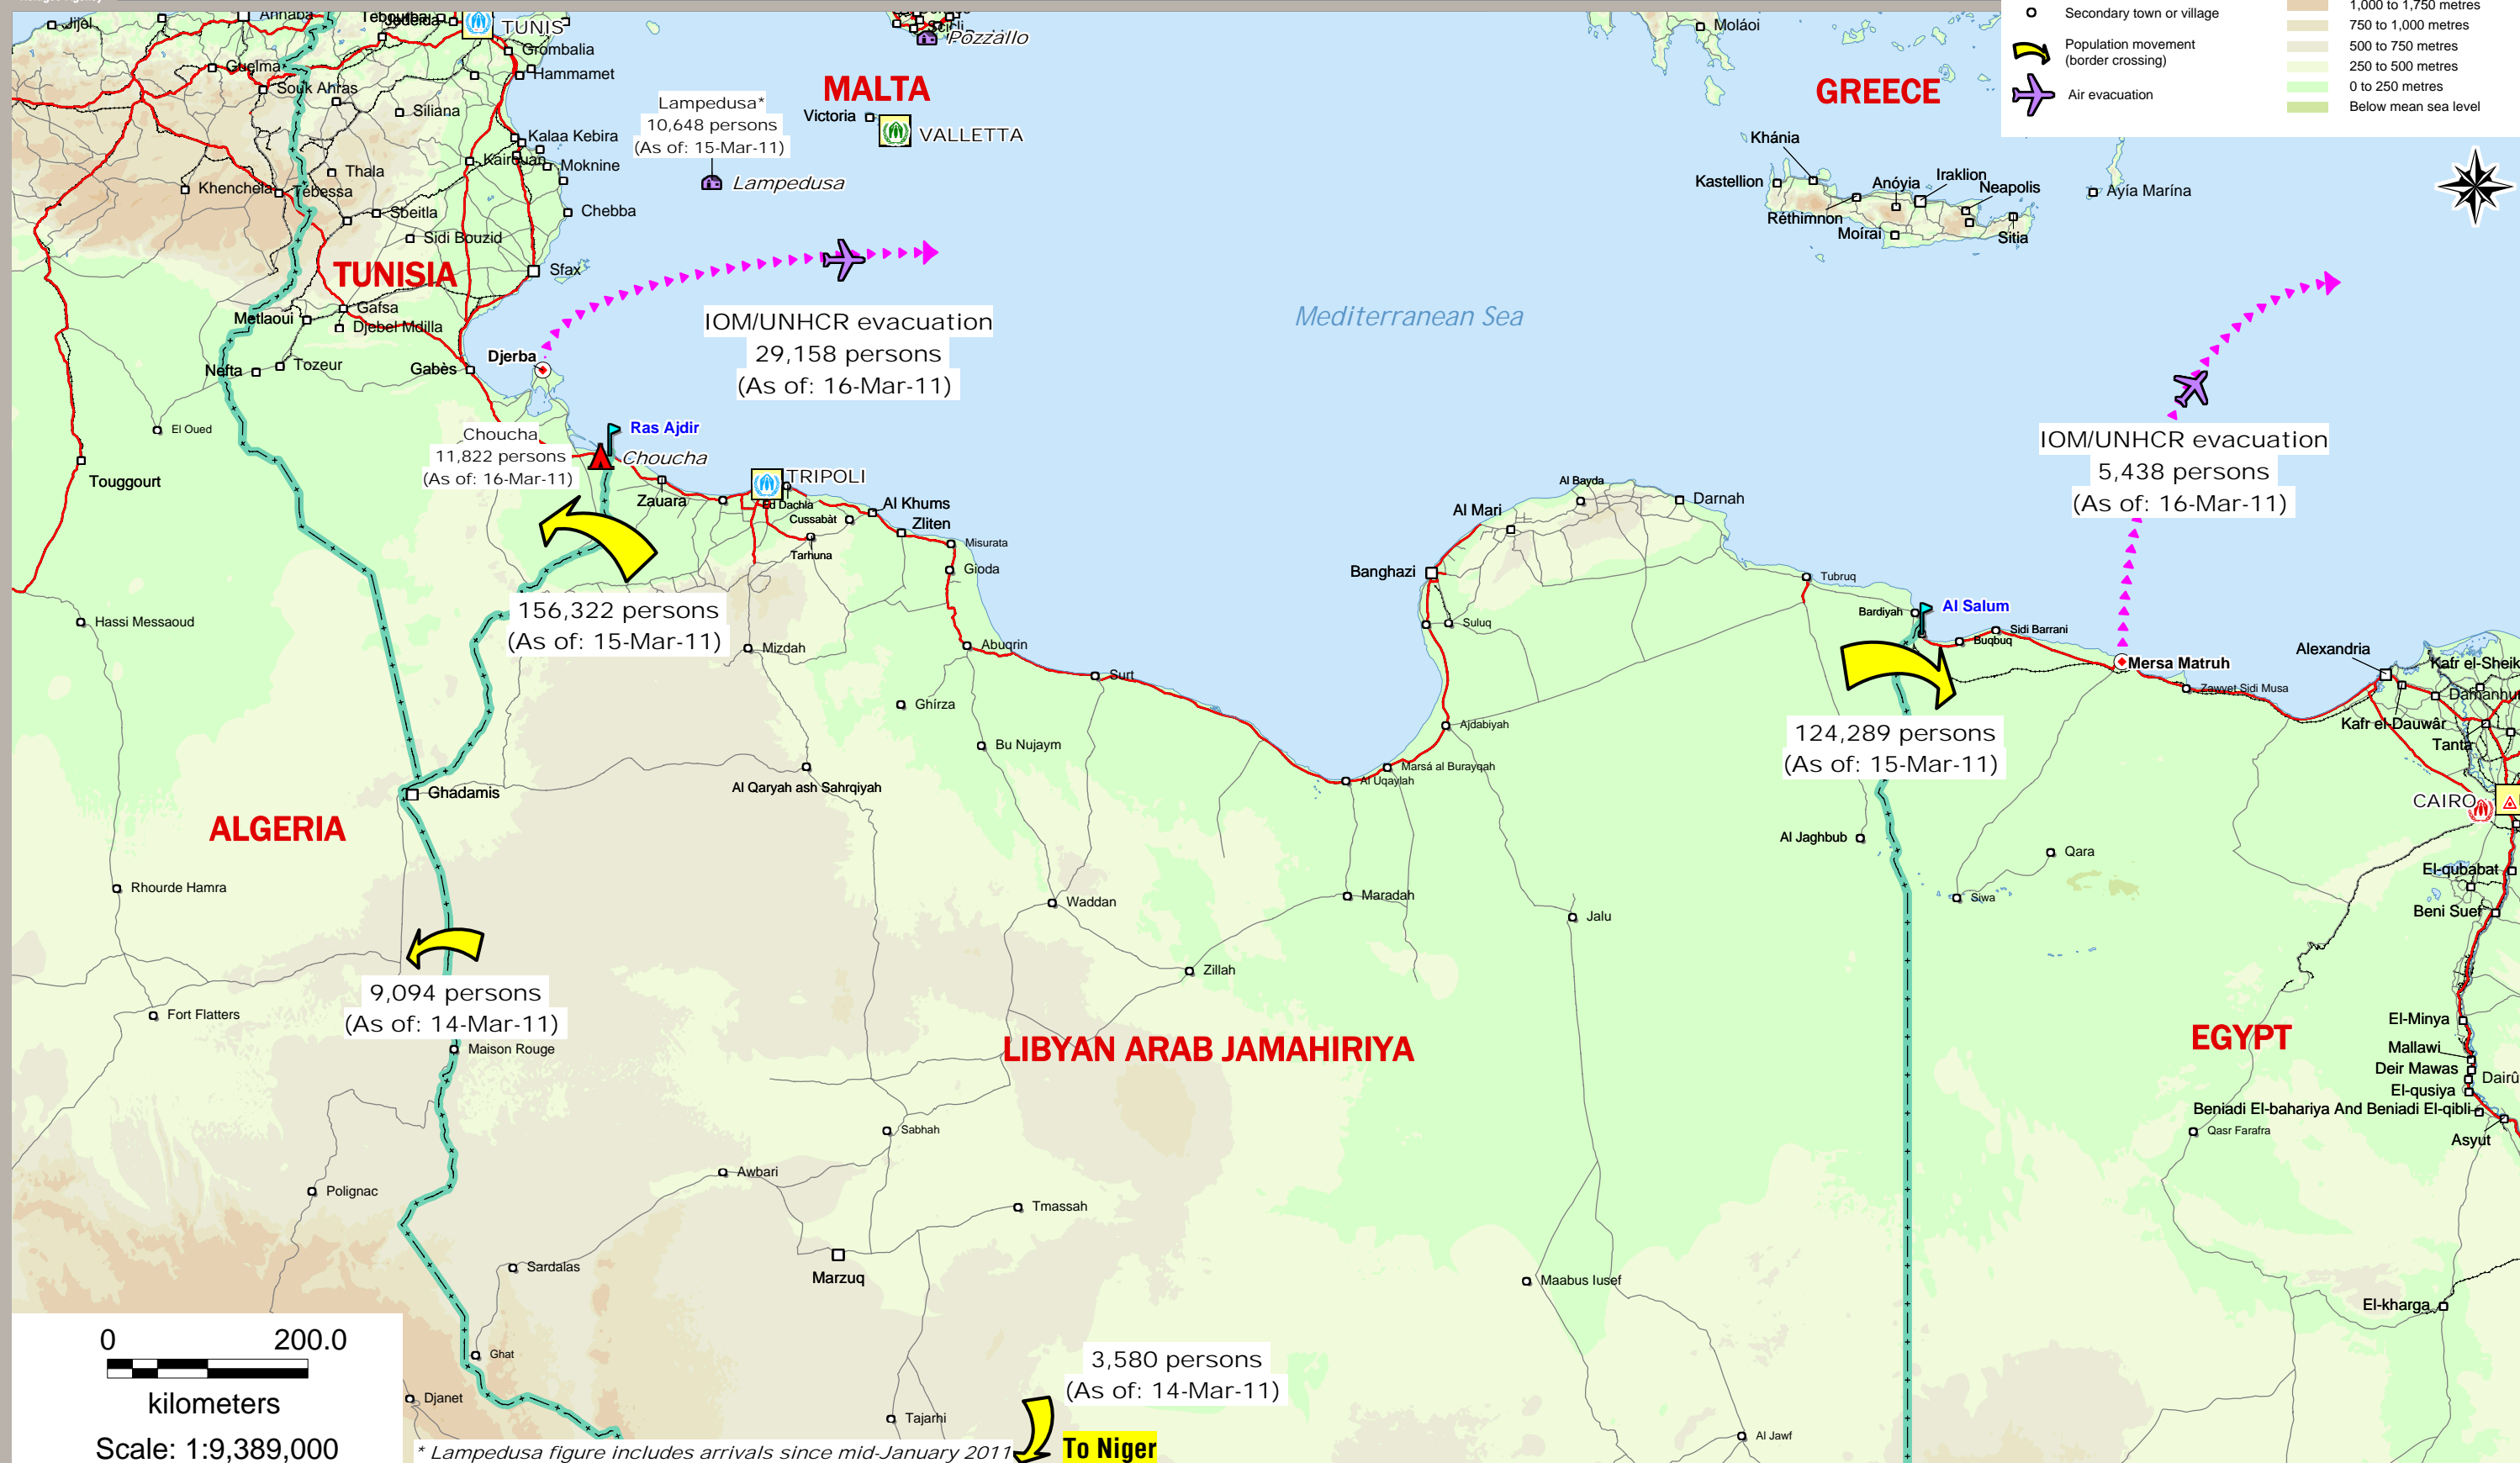 Jijel
Annaba
TUNIS
Grombalia
Guelma
Hammamet
Souk Ahras
Siliana
Kalaa Kebira
Kairouan
Moknine
Thala
Khenchela
Tébessa
Sbeitla
Chebba
Sidi Bouzid
TUNISIA
Sfax
Gafsa
Metlaoui
Djebel Mdilla
Tozeur
Nefta
Gabès
Djerba
El Oued
Touggourt
Hassi Messaoud
Pozzallo
MALTA
Lampedusa*
10,648 persons
(As of: 15-Mar-11)
Victoria
VALLETTA
Lampedusa
IOM/UNHCR evacuation
29,158 persons
(As of: 16-Mar-11)
Moláoi
GREECE
Khánia
Kastellion
Anóyia
Iraklion
Neapolis
Réthimnon
Moírai
Sitia
Ayía Marína
Mediterranean Sea
Secondary town or village
Population movement
(border crossing)
Air evacuation
1,000 to 1,750 metres
750 to 1,000 metres
500 to 750 metres
250 to 500 metres
0 to 250 metres
Below mean sea level
IOM/UNHCR evacuation
5,438 persons
(As of: 16-Mar-11)
Choucha
11,822 persons
(As of: 16-Mar-11)
Ras Ajdir
Choucha
TRIPOLI
Zauara
Ed Dachla
Cussabàt
Al Khums
Zliten
Tarhuna
Misurata
Gioda
156,322 persons
(As of: 15-Mar-11)
Mizdah
Abuqrin
Surt
Ghírza
Bu Nujaym
Al Qaryah ash Sahrqiyah
Ghadamis
ALGERIA
Rhourde Hamra
Al Bayda
Al Mari
Darnah
Banghazi
Tubruq
Suluq
Bardiyah
Al Salum
Sidi Barrani
Buqbuq
Mersa Matruh
Zawyet Sidi Musa
Alexandria
Kafr el-Sheik
Damanhur
Kafr el-Dauwâr
Tanta
Ajdabiyah
Marsá al Burayqah
Al Uqaylah
124,289 persons
(As of: 15-Mar-11)
CAIRO
Al Jaghbub
Qara
El-qubabat
Siwa
Beni Suef
Waddan
Maradah
Jalu
Zillah
9,094 persons
(As of: 14-Mar-11)
Fort Flatters
Maison Rouge
LIBYAN ARAB JAMAHIRIYA
EGYPT
El-Minya
Mallawi
Deir Mawas
Dairû
El-qusiya
Beniadi El-bahariya And Beniadi El-qibli
Qasr Farafra
Asyut
Sabhah
Awbari
Polignac
Tmassah
Sardalas
Marzuq
Maabus Iusef
El-kharga
Ghat
Djanet
Tajarhi
Al Jawf
3,580 persons
(As of: 14-Mar-11)
To Niger
0 200.0
kilometers
Scale: 1:9,389,000
* Lampedusa figure includes arrivals since mid-January 2011